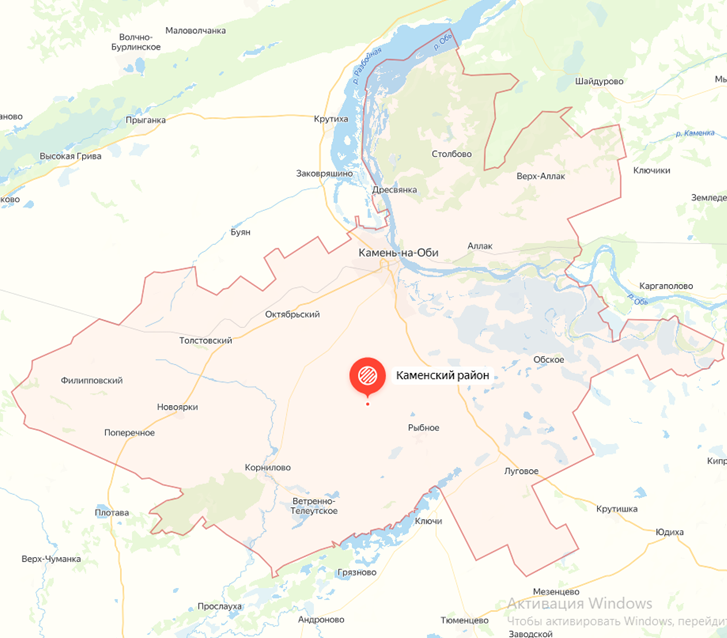 Маловолчанка
Волчно-
Бурлинское
р. Обь
р. Разбойная
Шайдурово
Прыганка
Крутиха
р. Каменка
Высокая Грива
Столбово
Ключики
Заковряшино
Верх-Аллак
Дресвянка
Буян
Аллак
Камень-на-Оби
Каргаполово
р. Обь
Октябрьский
Толстовский
Обское
Каменский район
Филипповский
Новоярки
Рыбное
Поперечное
Корнилово
Луговое
Ветренно-
Телеутское
Крутишка
Плотава
Ключи
Юдиха
Верх-Чуманка
Грязново
Мезенцево
Активация Windows
Прослауха
Андроново
Тюменцево
Чтобы активировать Windows, перейди
Заводской